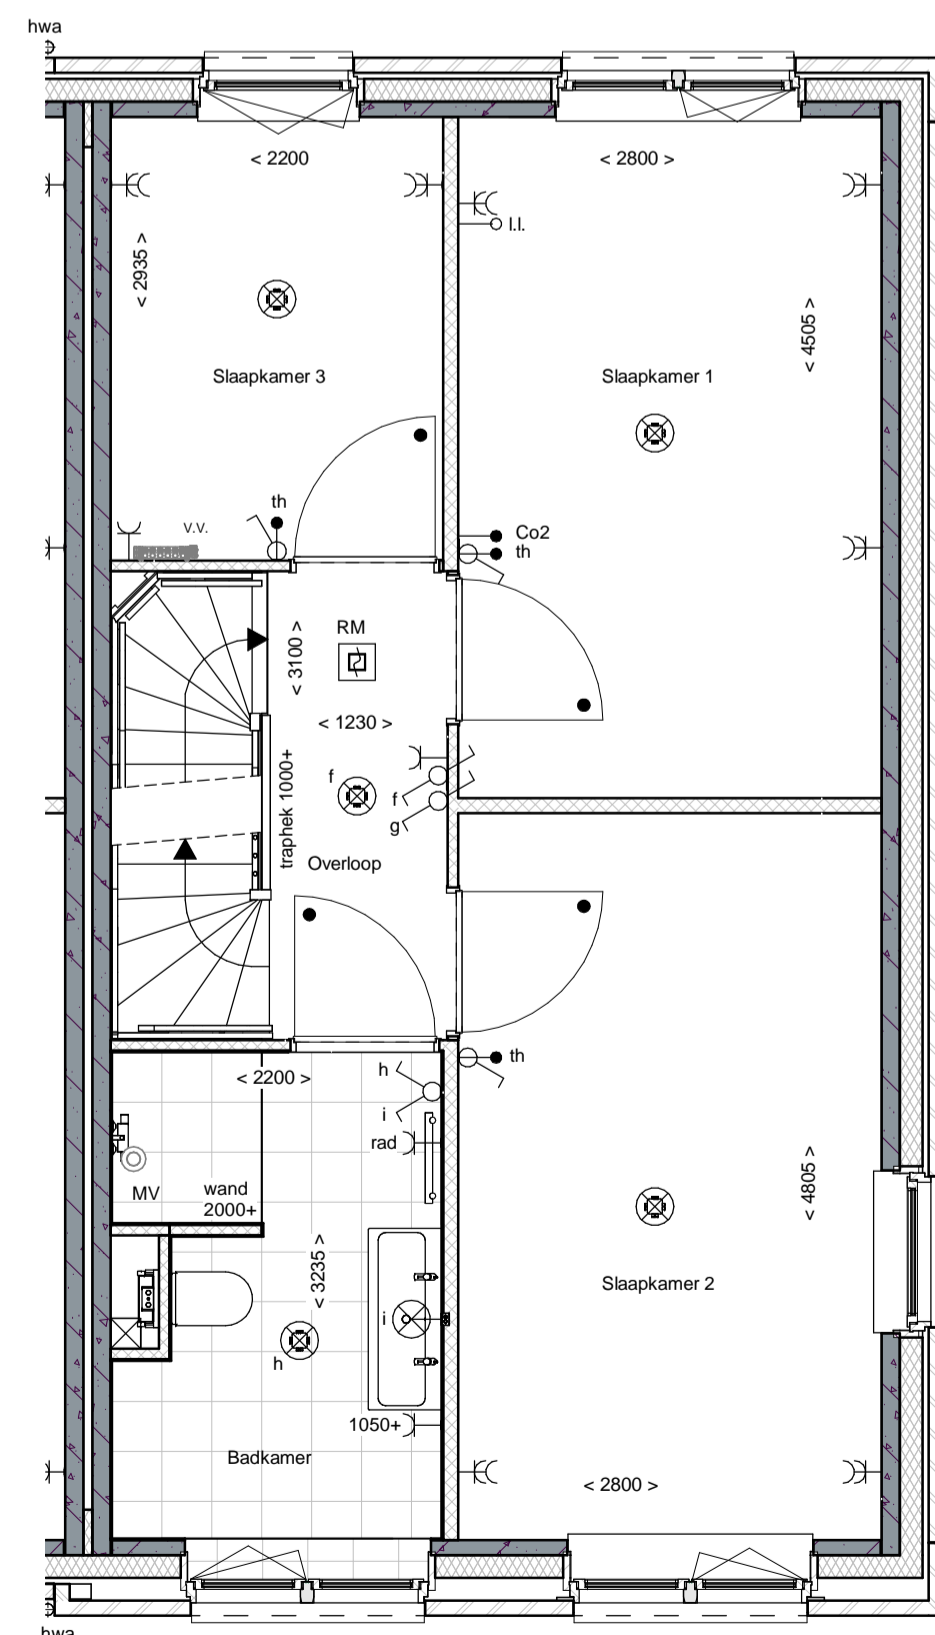 hwa
< 2200
< 2800 >
l.l.
< 2935 >
< 4505 >
Slaapkamer 3
Slaapkamer 1
th
v.v.
Co2
th
RM
< 3100 >
< 1230 >
f
f
g
traphek 1000+
Overloop
th
< 2200 >
h
i
rad
MV
wand
2000+
< 3235 >
< 4805 >
Slaapkamer 2
i
h
1050+
Badkamer
< 2800 >
hwa